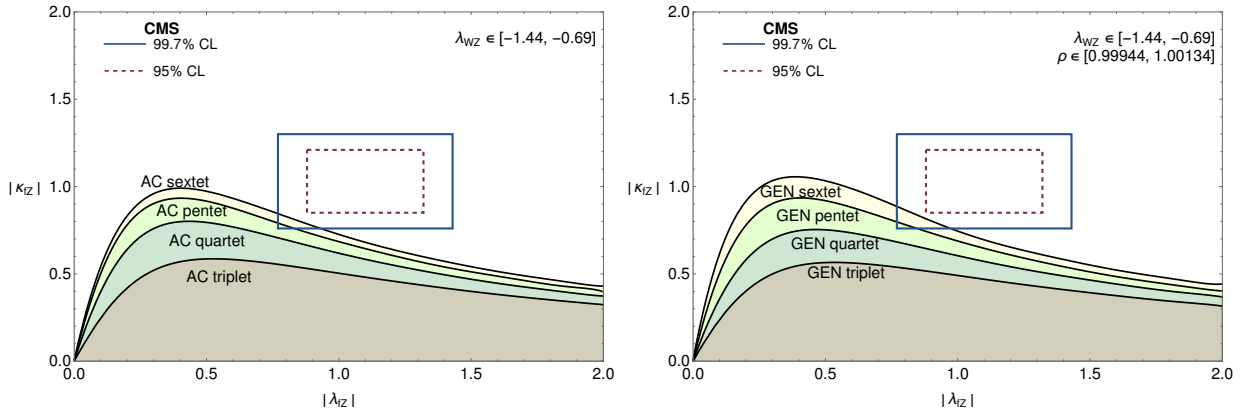 CMS
99.7% CL
95% CL
λWZ ∈ [−1.44, −0.69]
2.0
1.5
1.0
0.5
0.0
| κfZ |
AC sextet
AC pentet
AC quartet
AC triplet
0.0 0.5 1.0 1.5 2.0
| λfZ |
CMS
99.7% CL
95% CL
λWZ ∈ [−1.44, −0.69]
ρ ∈ [0.99944, 1.00134]
2.0
1.5
1.0
0.5
0.0
| κfZ |
GEN sextet
GEN pentet
GEN quartet
GEN triplet
0.0 0.5 1.0 1.5 2.0
| λfZ |